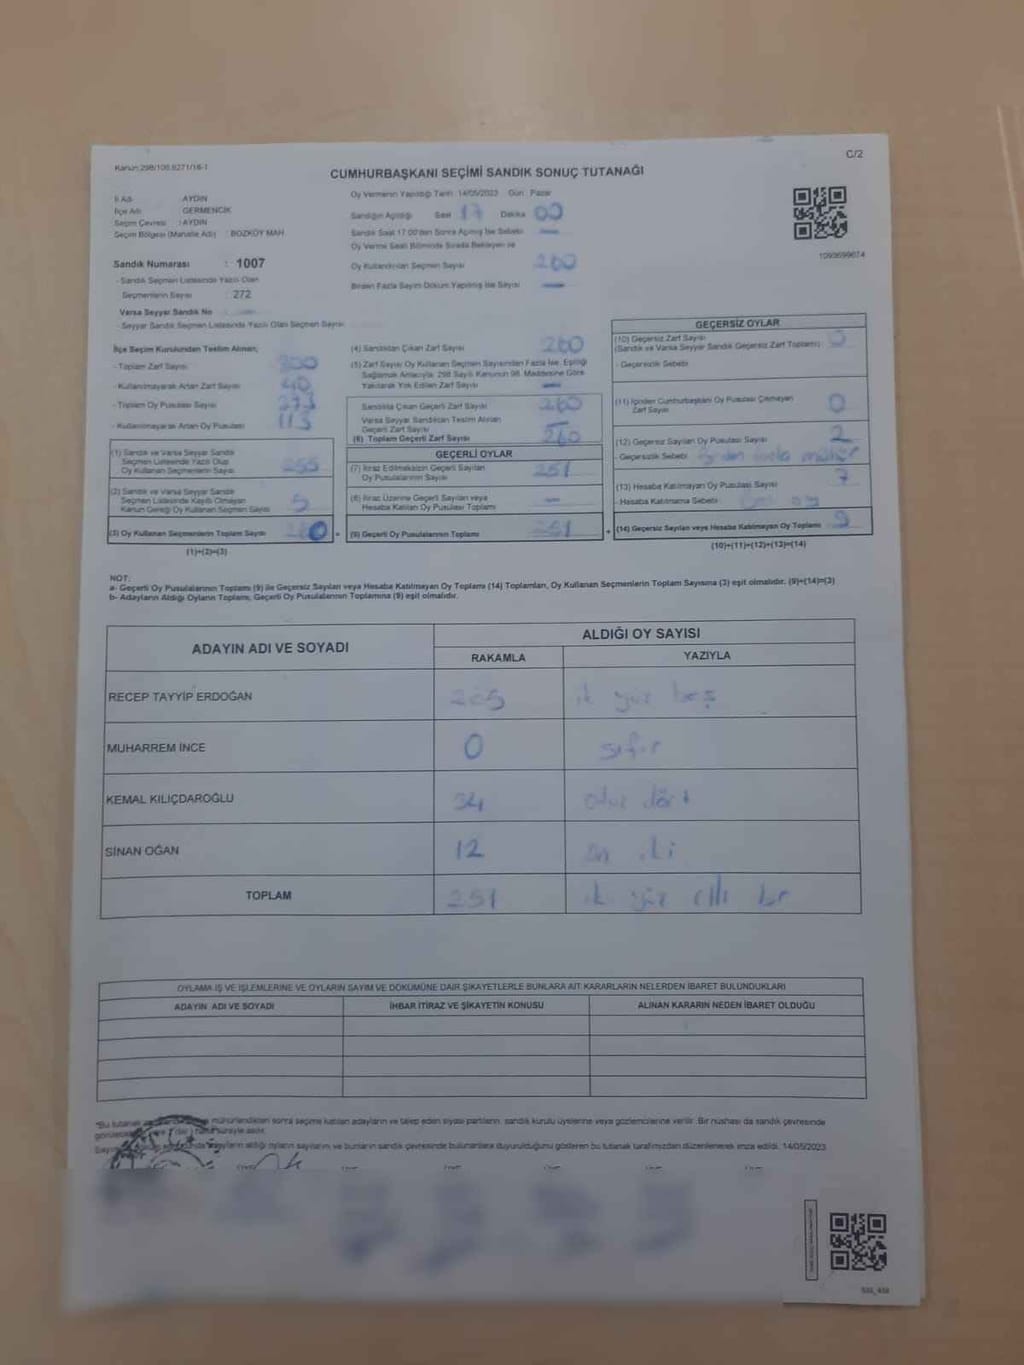 Kanun:298/105,6271/16-1
C/2
CUMHURBAŞKANI SEÇİMİ SANDIK SONUÇ TUTANAĞI
İl Adı : AYDIN
İlçe Adı : GERMENCİK
Seçim Çevresi : AYDIN
Seçim Bölgesi (Mahalle Adı) : BOZKÖY MAH.
Sandık Numarası : 1007
- Sandık Seçmen Listesinde Yazılı Olan
Seçmenlerin Sayısı : 272
Varsa Seyyar Sandık No
- Seyyar Sandık Seçmen Listesinde Yazılı Olan Seçmen Sayısı:
Oy Vermenin Yapıldığı Tarih: 14/05/2023 Gün: Pazar
Sandığın Açıldığı Saat 17 Dakika 00
Sandık Saat 17.00'den Sonra Açılmış İse Sebebi —
Oy Verme Saati Bitiminde Sırada Bekleyen ve
Oy Kullandırılan Seçmen Sayısı 260
Birden Fazla Sayım Döküm Yapılmış İse Sayısı —
İlçe Seçim Kurulundan Teslim Alınan;
- Toplam Zarf Sayısı 300
- Kullanılmayarak Artan Zarf Sayısı 40
- Toplam Oy Pusulası Sayısı
- Kullanılmayarak Artan Oy Pusulası 113
(1) Sandık ve Varsa Seyyar Sandık
Seçmen Listesinde Yazılı Olup
Oy Kullanan Seçmenlerin Sayısı 255
(2) Sandık ve Varsa Seyyar Sandık
Seçmen Listesinde Kayıtlı Olmayan
Kanun Gereği Oy Kullanan Seçmen Sayısı 5
(3) Oy Kullanan Seçmenlerin Toplam Sayısı 260
(1)+(2)=(3)
(4) Sandıktan Çıkan Zarf Sayısı 260
(5) Zarf Sayısı Oy Kullanan Seçmen Sayısından Fazla İse, Eşitliği
Sağlamak Amacıyla; 298 Sayılı Kanunun 98. Maddesine Göre
Yakılarak Yok Edilen Zarf Sayısı —
Sandıkta Çıkan Geçerli Zarf Sayısı 260
Varsa Seyyar Sandıktan Teslim Alınan
Geçerli Zarf Sayısı —
(6) Toplam Geçerli Zarf Sayısı 260
GEÇERLİ OYLAR
(7) İtiraz Edilmeksizin Geçerli Sayılan
Oy Pusulalarının Sayısı 251
(8) İtiraz Üzerine Geçerli Sayılan veya
Hesaba Katılan Oy Pusulası Toplamı —
(9) Geçerli Oy Pusulalarının Toplamı 251
GEÇERSİZ OYLAR
(10) Geçersiz Zarf Sayısı
(Sandık ve Varsa Seyyar Sandık Geçersiz Zarf Toplamı) : 0
- Geçersizlik Sebebi :
(11) İçinden Cumhurbaşkanı Oy Pusulası Çıkmayan
Zarf Sayısı 0
(12) Geçersiz Sayılan Oy Pusulası Sayısı 2
- Geçersizlik Sebebi Birden fazla mühür
(13) Hesaba Katılmayan Oy Pusulası Sayısı 7
- Hesaba Katılmama Sebebi oy
(14) Geçersiz Sayılan veya Hesaba Katılmayan Oy Toplamı 9
(10)+(11)+(12)+(13)=(14)
NOT:
a- Geçerli Oy Pusulalarının Toplamı (9) ile Geçersiz Sayılan veya Hesaba Katılmayan Oy Toplamı (14) Toplamları, Oy Kullanan Seçmenlerin Toplam Sayısına (3) eşit olmalıdır. (9)+(14)=(3)
b- Adayların Aldığı Oyların Toplamı, Geçerli Oy Pusulalarının Toplamına (9) eşit olmalıdır.
ADAYIN ADI VE SOYADI
ALDIĞI OY SAYISI
RAKAMLA YAZIYLA
RECEP TAYYİP ERDOĞAN 205 iki yüz beş
MUHARREM İNCE 0 sıfır
KEMAL KILIÇDAROĞLU 34 otuz dört
SİNAN OĞAN 12 on iki
TOPLAM 251 iki yüz elli bir
OYLAMA İŞ VE İŞLEMLERİNE VE OYLARIN SAYIM VE DÖKÜMÜNE DAİR ŞİKAYETLERLE BUNLARA AİT KARARLARIN NELERDEN İBARET BULUNDUKLARI
ADAYIN ADI VE SOYADI İHBAR İTİRAZ VE ŞİKAYETİN KONUSU ALINAN KARARIN NEDEN İBARET OLDUĞU
*Bu tutanak mühürlendikten sonra seçime katılan adayların ve talep eden siyasi partilerin, sandık kurulu üyelerine veya gözlemcilerine verilir. Bir nüshası da sandık çevresinde
adayların aldığı oyların sayılarını ve bunların sandık çevresinde bulunanlara duyurulduğunu gösteren bu tutanak tarafımızdan düzenlenerek imza edildi. 14/05/2023